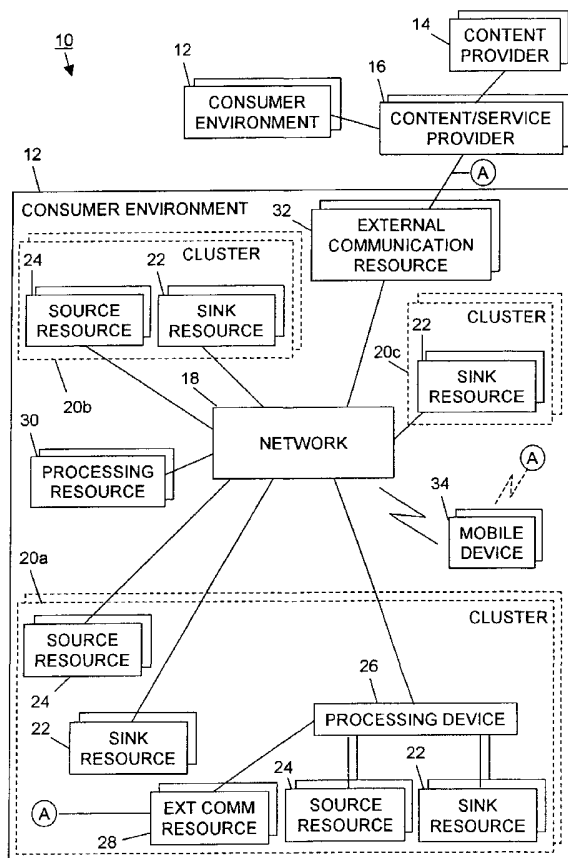 10
14
CONTENT
PROVIDER
12
16
CONSUMER
ENVIRONMENT
CONTENT/SERVICE
PROVIDER
A
12
CONSUMER ENVIRONMENT
32
EXTERNAL
COMMUNICATION
RESOURCE
CLUSTER
24
22
SOURCE
RESOURCE
SINK
RESOURCE
20b
CLUSTER
22
20c
SINK
RESOURCE
18
NETWORK
30
PROCESSING
RESOURCE
A
34
MOBILE
DEVICE
20a
CLUSTER
SOURCE
RESOURCE
24
22
SINK
RESOURCE
26
PROCESSING DEVICE
A
EXT COMM
RESOURCE
28
24
SOURCE
RESOURCE
22
SINK
RESOURCE